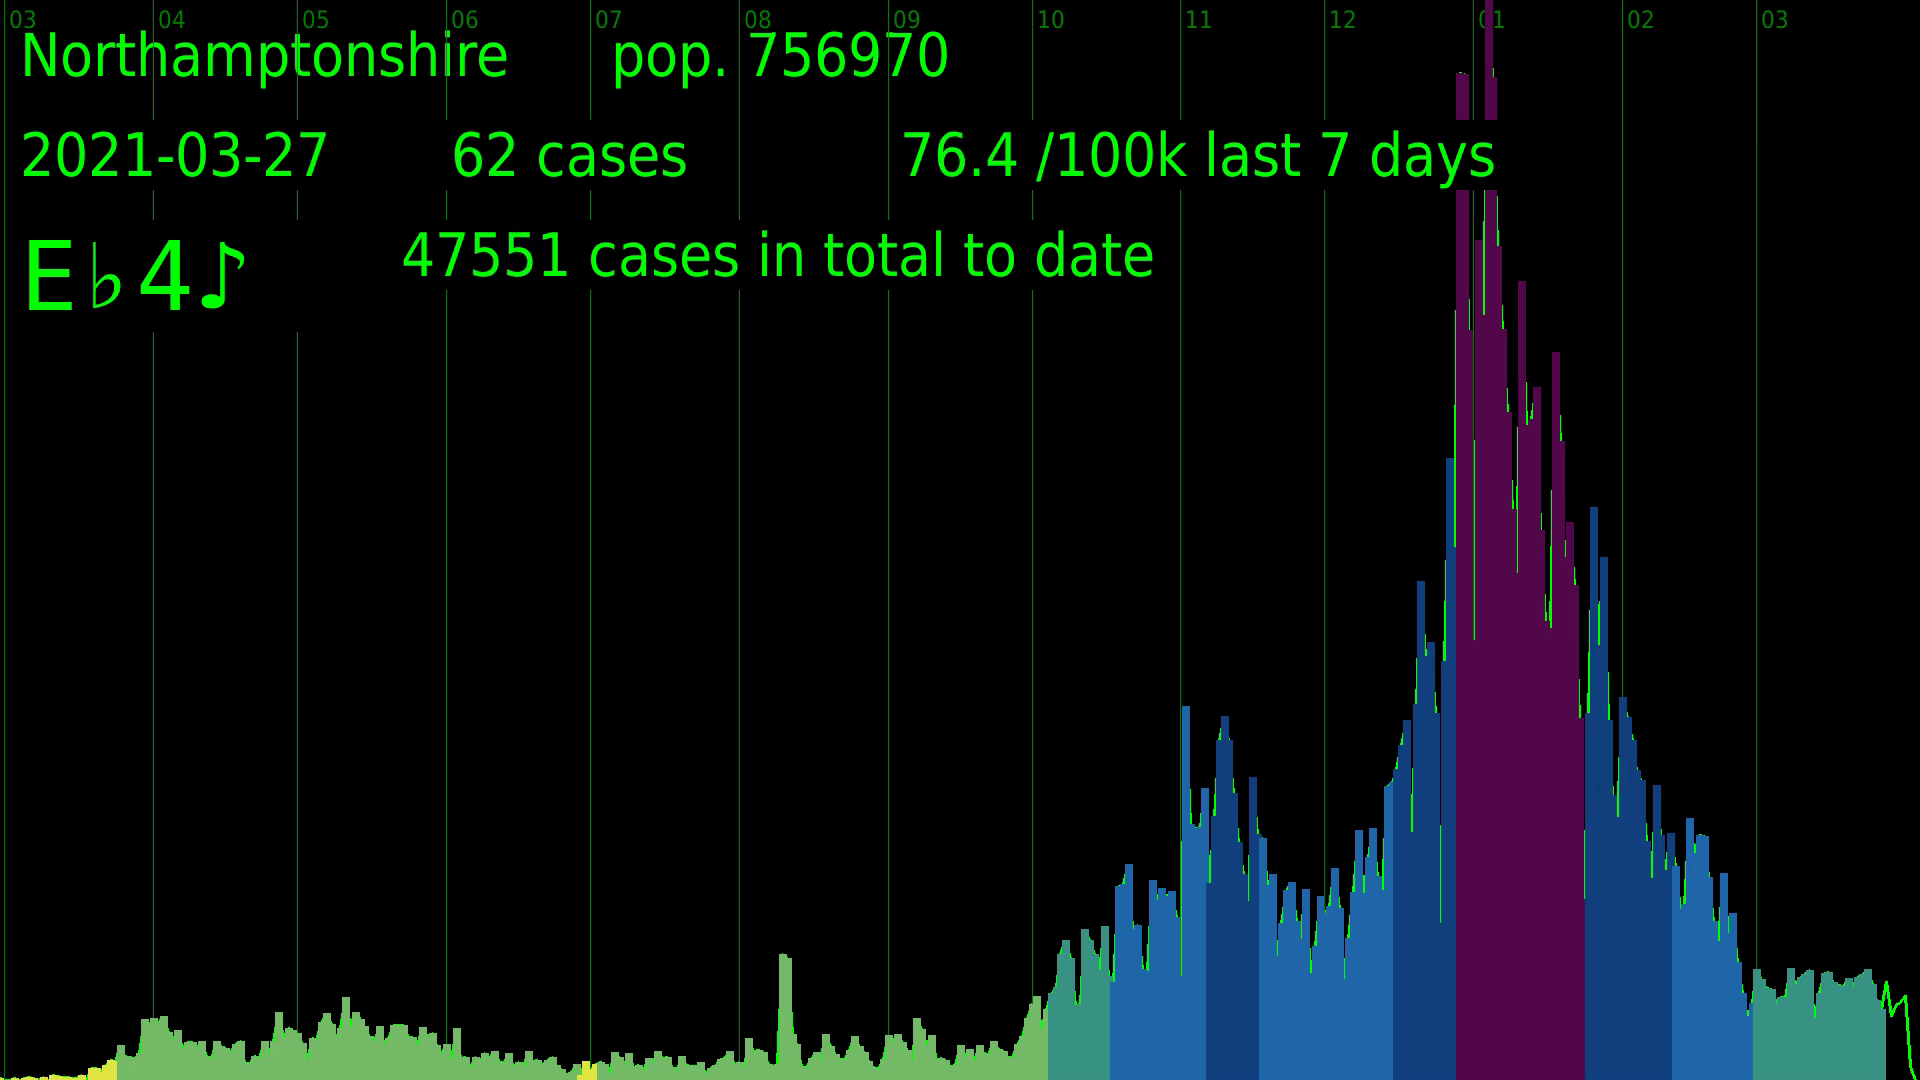 03 04 05 06 07 08 09 10 11 12 01 02 03
Northamptonshire pop. 756970
2021-03-27 62 cases 76.4 /100k last 7 days
E♭4♪ 47551 cases in total to date